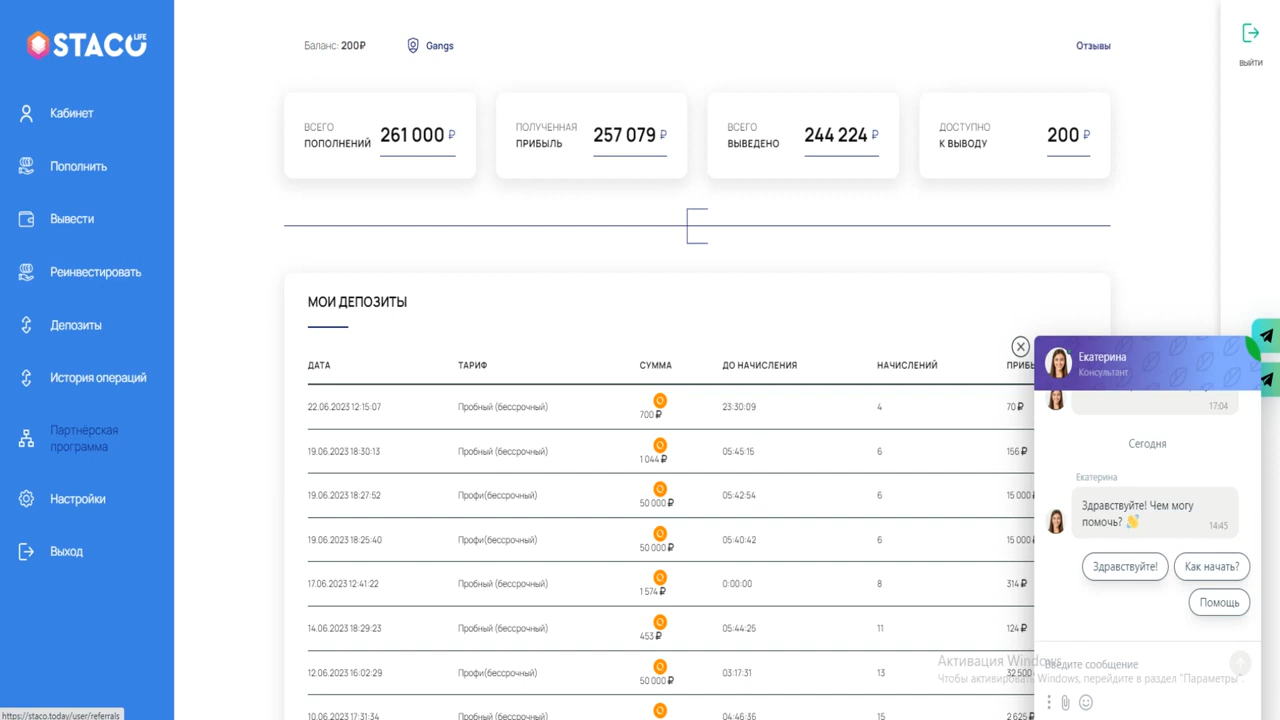 STACO LIFE
Кабинет
Пополнить
Вывести
Реинвестировать
Депозиты
История операций
Партнёрская
программа
Настройки
Выход
https://staco.today/user/referrals
Баланс: 200₽
Gangs
Отзывы
ВЫЙТИ
ВСЕГО
ПОПОЛНЕНИЙ
261 000 ₽
ПОЛУЧЕННАЯ
ПРИБЫЛЬ
257 079 ₽
ВСЕГО
ВЫВЕДЕНО
244 224 ₽
ДОСТУПНО
К ВЫВОДУ
200 ₽
МОИ ДЕПОЗИТЫ
ДАТА ТАРИФ СУММА ДО НАЧИСЛЕНИЯ НАЧИСЛЕНИЙ
22.06.2023 12:15:07 Пробный (бессрочный) 700 ₽ 23:30:09 4 70 ₽
19.06.2023 18:30:13 Пробный (бессрочный) 1 044 ₽ 05:45:15 6 156 ₽
19.06.2023 18:27:52 Профи(бессрочный) 50 000 ₽ 05:42:54 6 15 000
19.06.2023 18:25:40 Профи(бессрочный) 50 000 ₽ 05:40:42 6 15 000
17.06.2023 12:41:22 Пробный (бессрочный) 1 574 ₽ 0:00:00 8 314 ₽
14.06.2023 18:29:23 Пробный (бессрочный) 453 ₽ 05:44:25 11 124 ₽
12.06.2023 16:02:29 Профи(бессрочный) 50 000 ₽ 03:17:31 13 32 500
10.06.2023 17:31:34 Пробный (бессрочный) 04:46:36 15 2 625 ₽
Екатерина
Консультант
17:04
Сегодня
Екатерина
Здравствуйте! Чем могу
помочь? 👋
14:45
Здравствуйте!
Как начать?
Помощь
Введите сообщение
Активация Windows
Чтобы активировать Windows, перейдите в раздел "Параметры".